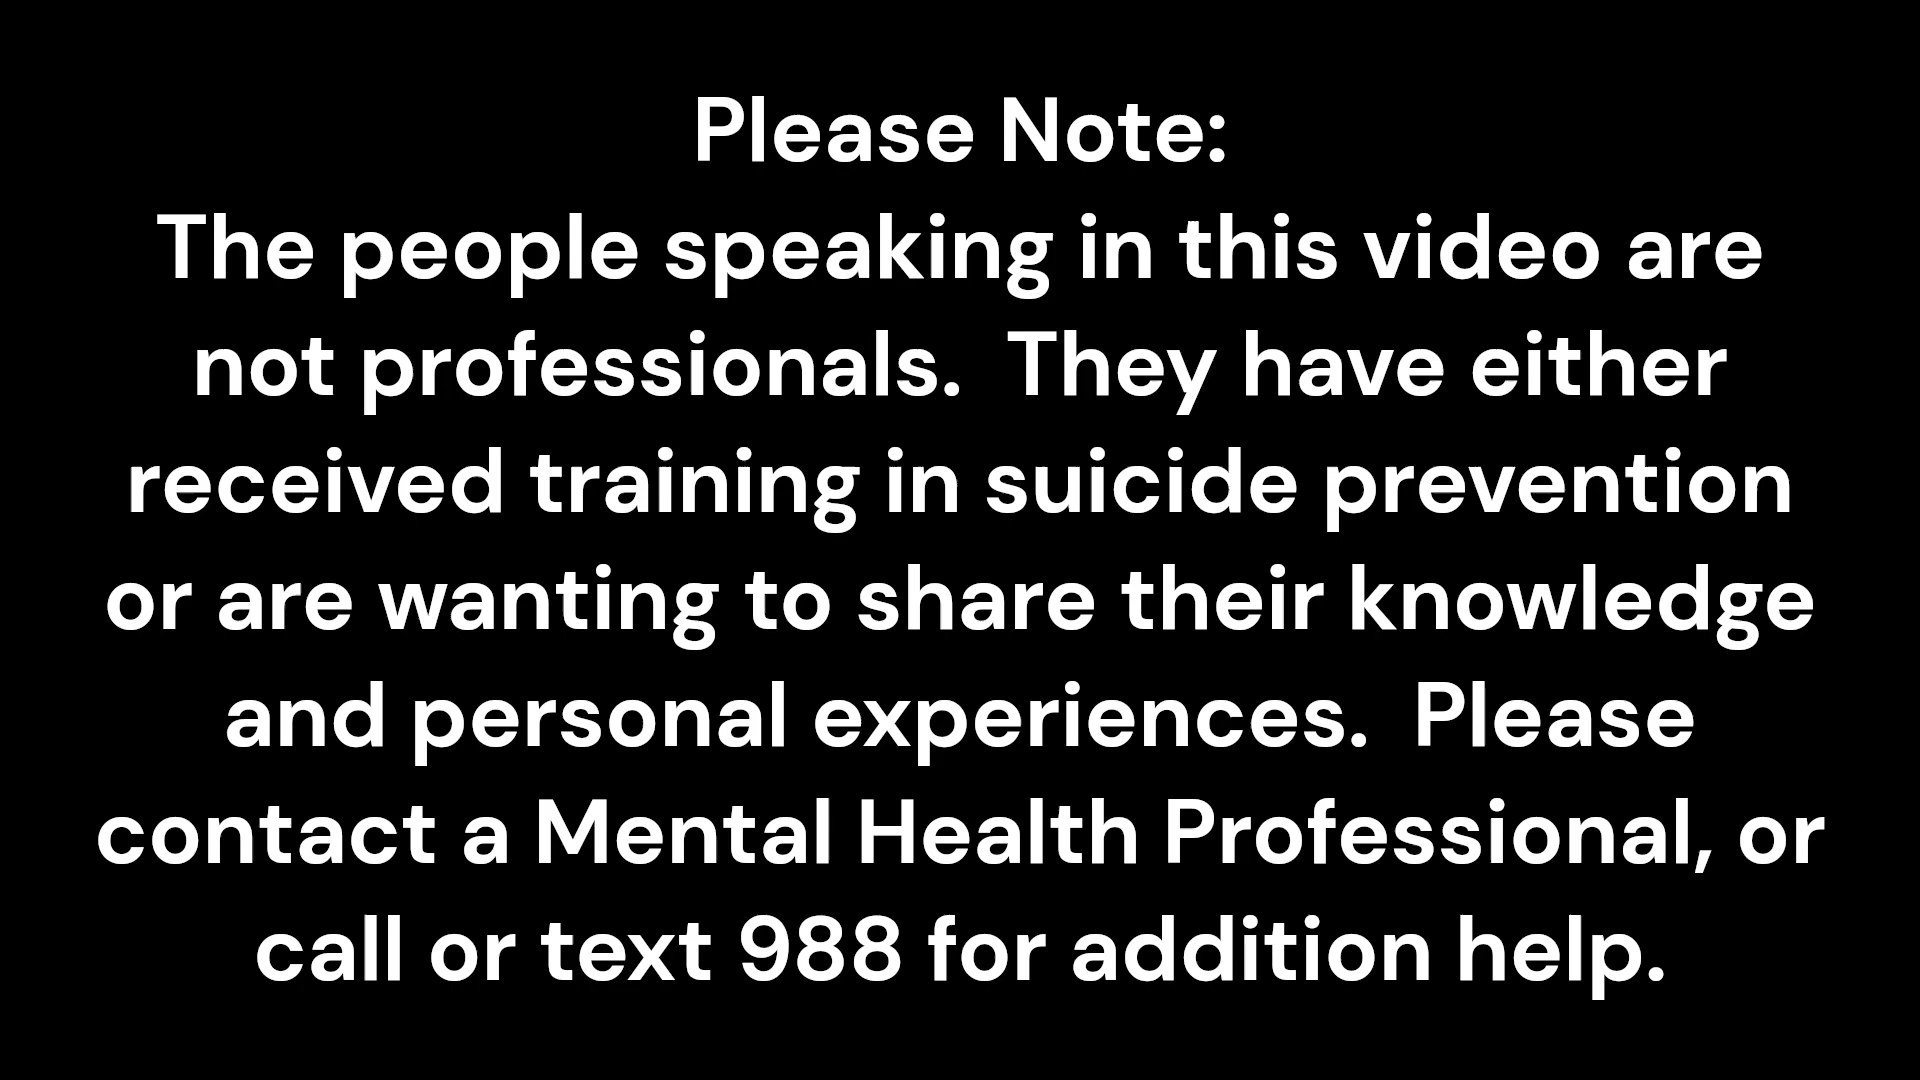 Please Note:
The people speaking in this video are
not professionals.  They have either
received training in suicide prevention
or are wanting to share their knowledge
and personal experiences.  Please
contact a Mental Health Professional, or
call or text 988 for addition help.